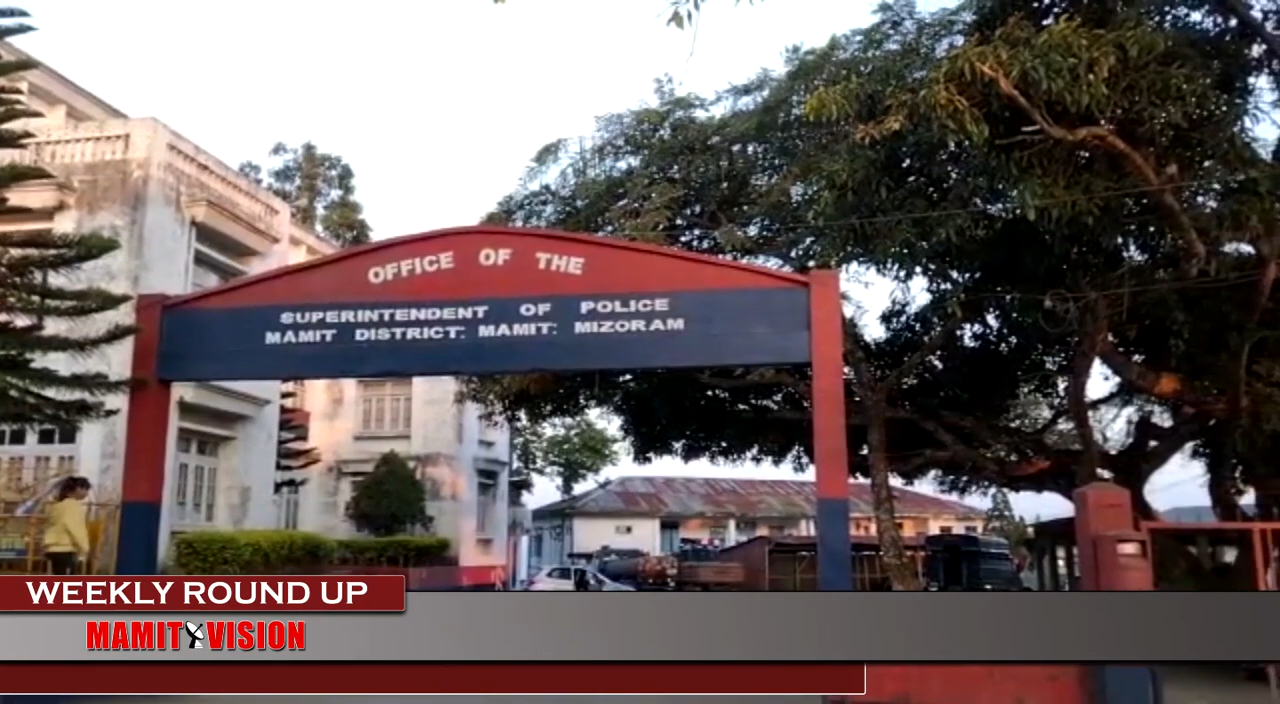 OFFICE OF THE
SUPERINTENDENT OF POLICE
MAMIT DISTRICT: MAMIT: MIZORAM
WEEKLY ROUND UP
MAMIT VISION